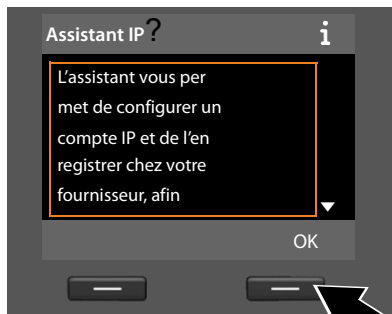 Assistant IP? i
L'assistant vous per
met de configurer un
compte IP et de l'en
registrer chez votre
fournisseur, afin
OK